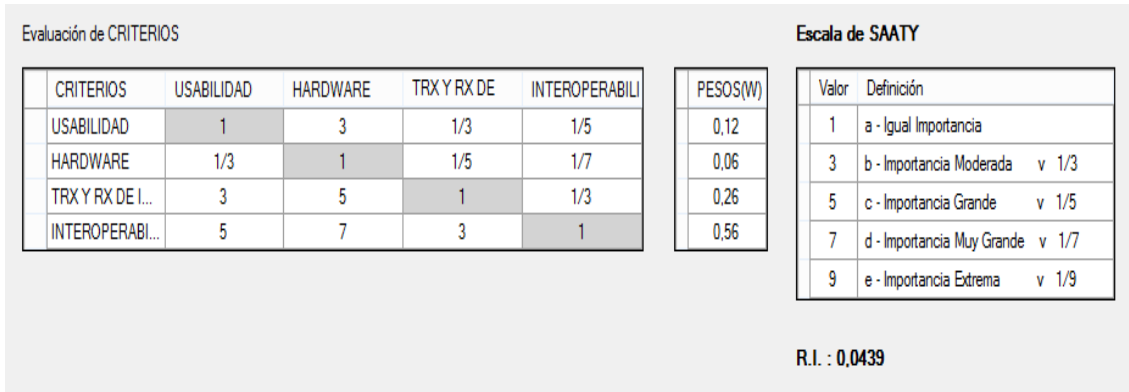 Evaluación de CRITERIOS
Escala de SAATY
CRITERIOS USABILIDAD HARDWARE TRX Y RX DE INTEROPERABILI PESOS(W) Valor Definición
USABILIDAD 1 3 1/3 1/5 0,12 1 a - Igual Importancia
HARDWARE 1/3 1 1/5 1/7 0,06 3 b - Importancia Moderada v 1/3
TRX Y RX DE I... 3 5 1 1/3 0,26 5 c - Importancia Grande v 1/5
INTEROPERABI... 5 7 3 1 0,56 7 d - Importancia Muy Grande v 1/7
9 e - Importancia Extrema v 1/9
R.I. : 0,0439